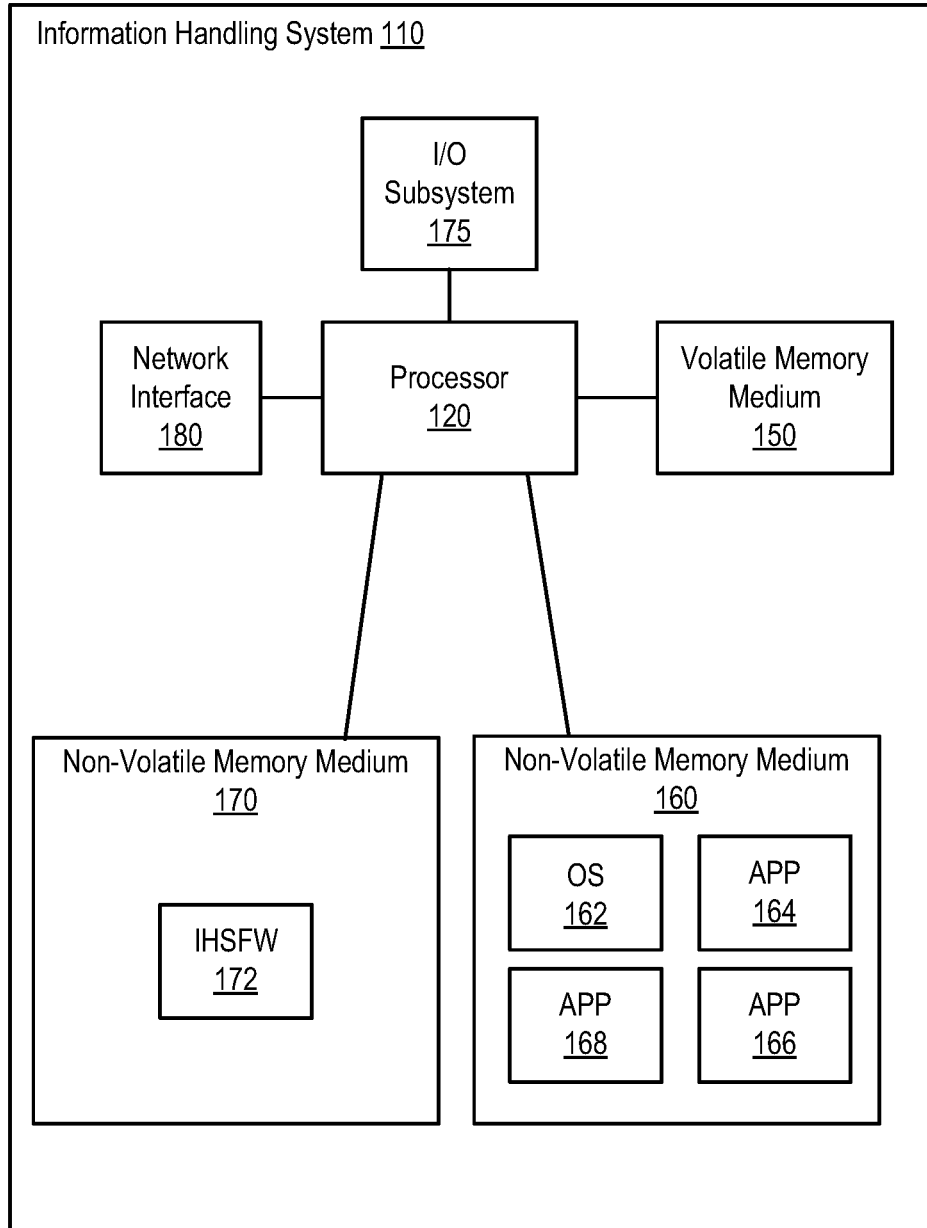 Information Handling System 110
I/O
Subsystem
175
Network
Interface
180
Processor
120
Volatile Memory
Medium
150
Non-Volatile Memory Medium
170
IHSFW
172
Non-Volatile Memory Medium
160
OS
162
APP
164
APP
168
APP
166